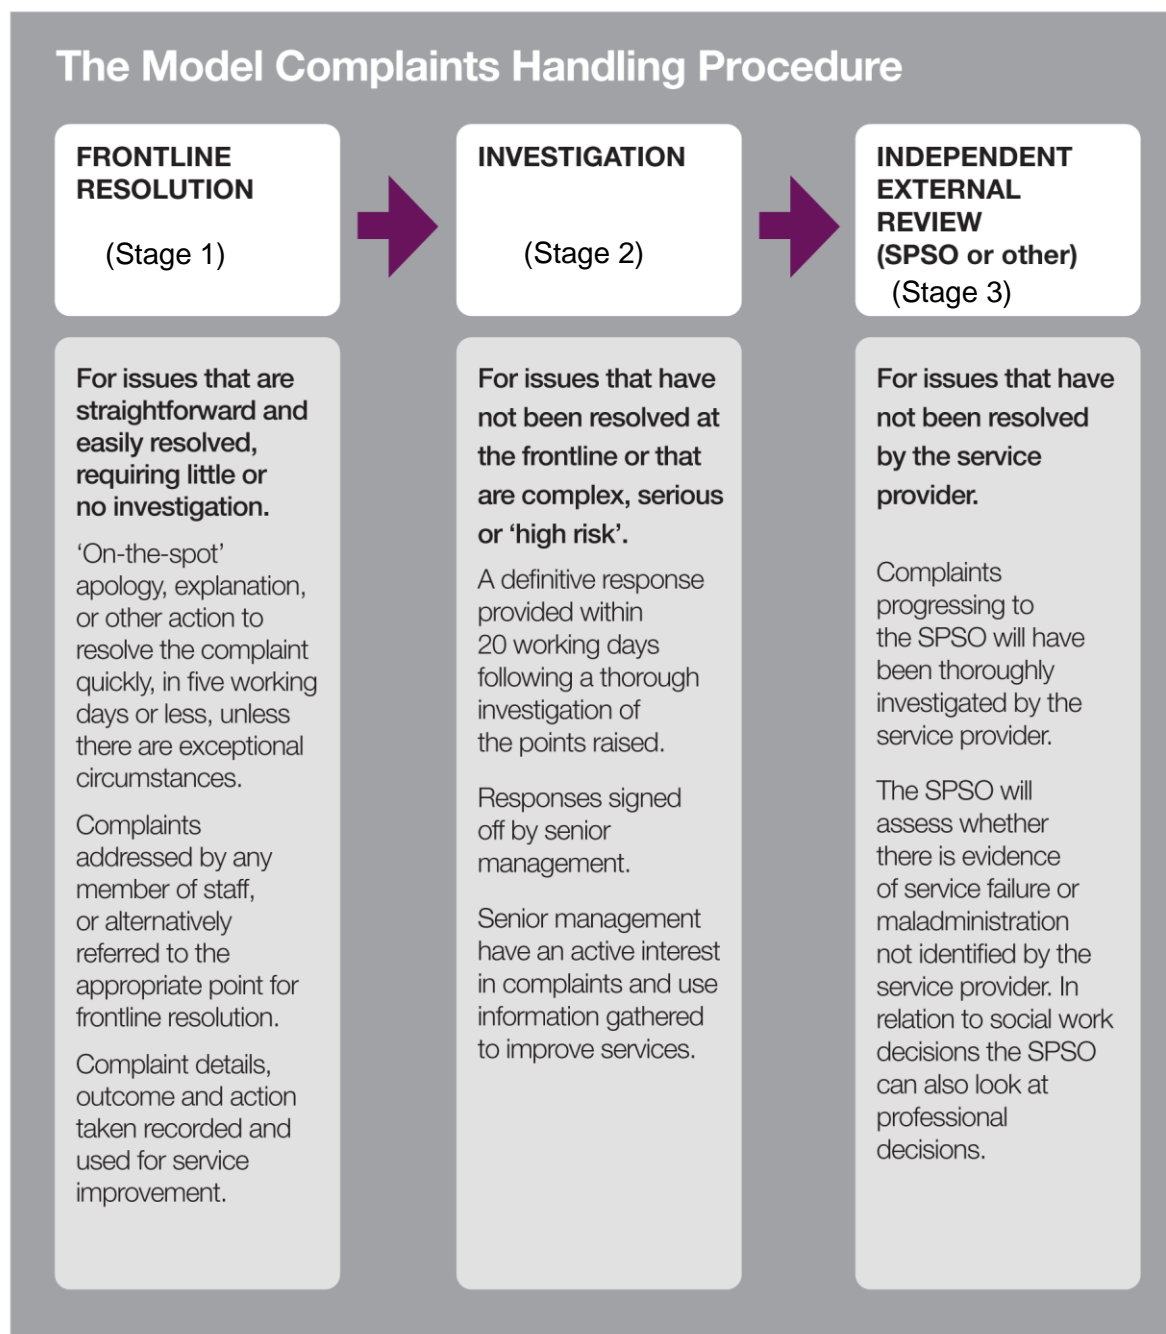 The Model Complaints Handling Procedure
FRONTLINE
RESOLUTION
(Stage 1)
For issues that are
straightforward and
easily resolved,
requiring little or
no investigation.
‘On-the-spot’
apology, explanation,
or other action to
resolve the complaint
quickly, in five working
days or less, unless
there are exceptional
circumstances.
Complaints
addressed by any
member of staff,
or alternatively
referred to the
appropriate point for
frontline resolution.
Complaint details,
outcome and action
taken recorded and
used for service
improvement.
INVESTIGATION
(Stage 2)
For issues that have
not been resolved at
the frontline or that
are complex, serious
or ‘high risk’.
A definitive response
provided within
20 working days
following a thorough
investigation of
the points raised.
Responses signed
off by senior
management.
Senior management
have an active interest
in complaints and use
information gathered
to improve services.
INDEPENDENT
EXTERNAL
REVIEW
(SPSO or other)
(Stage 3)
For issues that have
not been resolved
by the service
provider.
Complaints
progressing to
the SPSO will have
been thoroughly
investigated by the
service provider.
The SPSO will
assess whether
there is evidence
of service failure or
maladministration
not identified by the
service provider. In
relation to social work
decisions the SPSO
can also look at
professional
decisions.